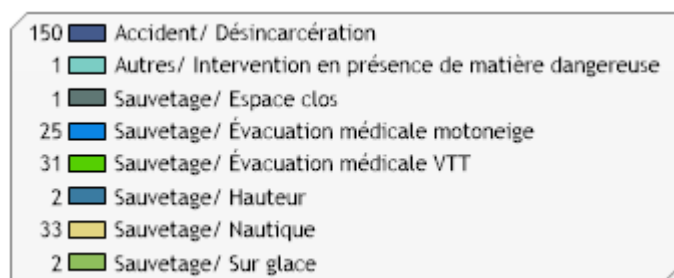 150 Accident/ Désincarcération
1 Autres/ Intervention en présence de matière dangereuse
1 Sauvetage/ Espace clos
25 Sauvetage/ Évacuation médicale motoneige
31 Sauvetage/ Évacuation médicale VTT
2 Sauvetage/ Hauteur
33 Sauvetage/ Nautique
2 Sauvetage/ Sur glace